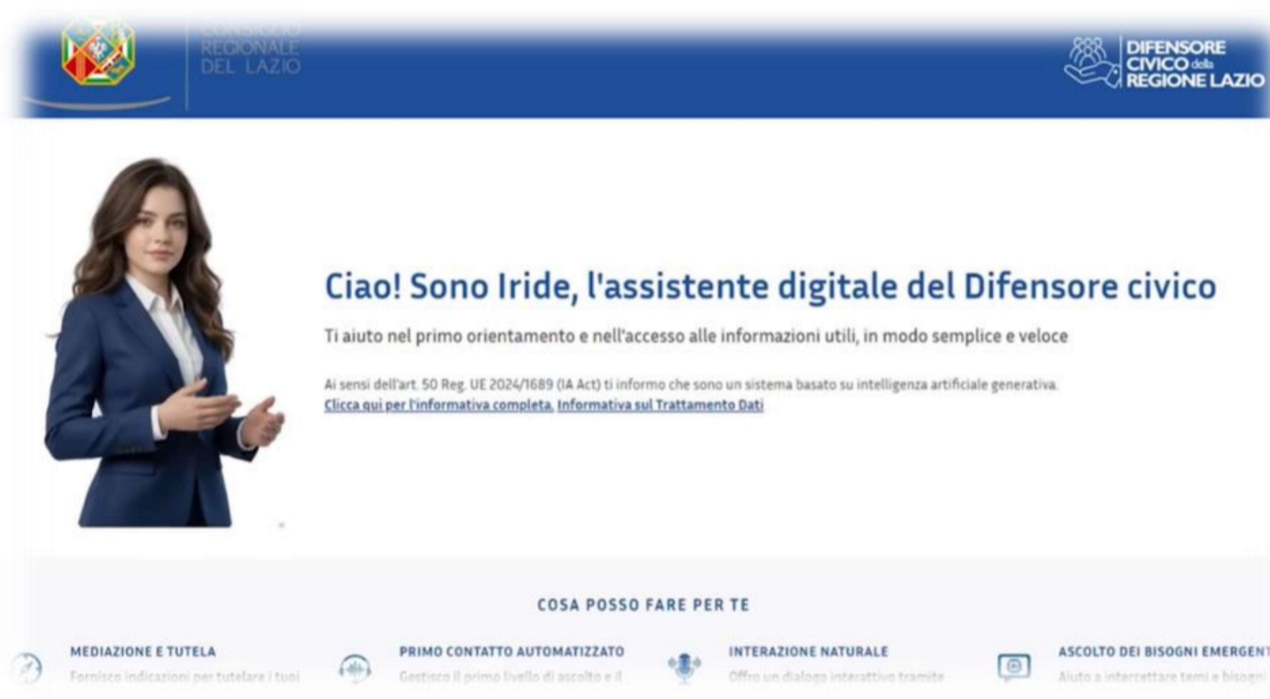 CONSIGLIO
REGIONALE
DEL LAZIO
DIFENSORE
CIVICO della
REGIONE LAZIO
Ciao! Sono Iride, l'assistente digitale del Difensore civico
Ti aiuto nel primo orientamento e nell'accesso alle informazioni utili, in modo semplice e veloce
Ai sensi dell'art. 50 Reg. UE 2024/1689 (IA Act) ti informo che sono un sistema basato su intelligenza artificiale generativa.
Clicca qui per l'informativa completa. Informativa sul Trattamento Dati
COSA POSSO FARE PER TE
MEDIAZIONE E TUTELA
Fornisco indicazioni per tutelare i tuoi
PRIMO CONTATTO AUTOMATIZZATO
Gestisco il primo livello di ascolto e il
INTERAZIONE NATURALE
Offro un dialogo interattivo tramite
ASCOLTO DEI BISOGNI EMERGENT
Aiuto a intercettare temi e bisogni